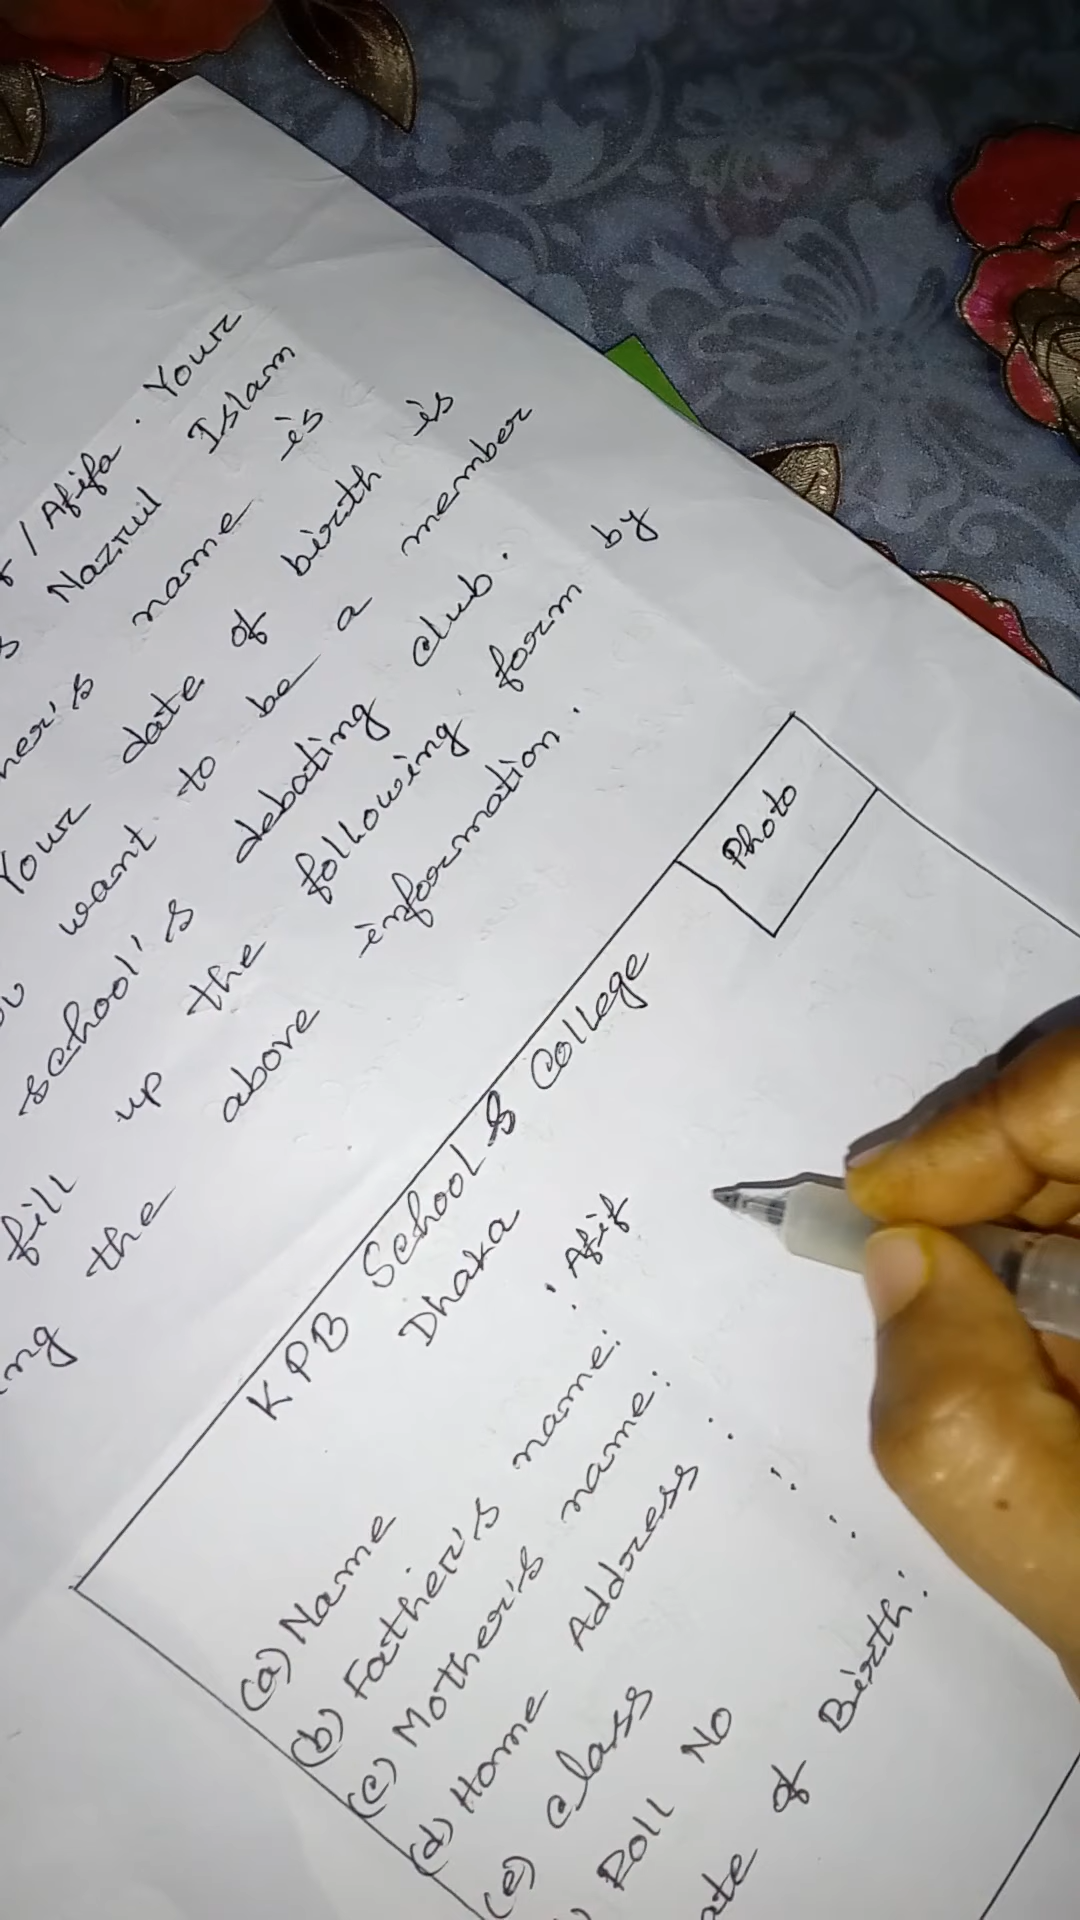 / Afifa. Your
Nazrul Islam
name is
Your date of birth is
want to be a member
school's debating club.
fill up the following form by
the above information.
Photo
KPB School & College
Dhaka
(a) Name : Afif
(b) Father's name:
(c) Mother's name:
(d) Home Address :
(e) Class :
Roll No :
of Birth: